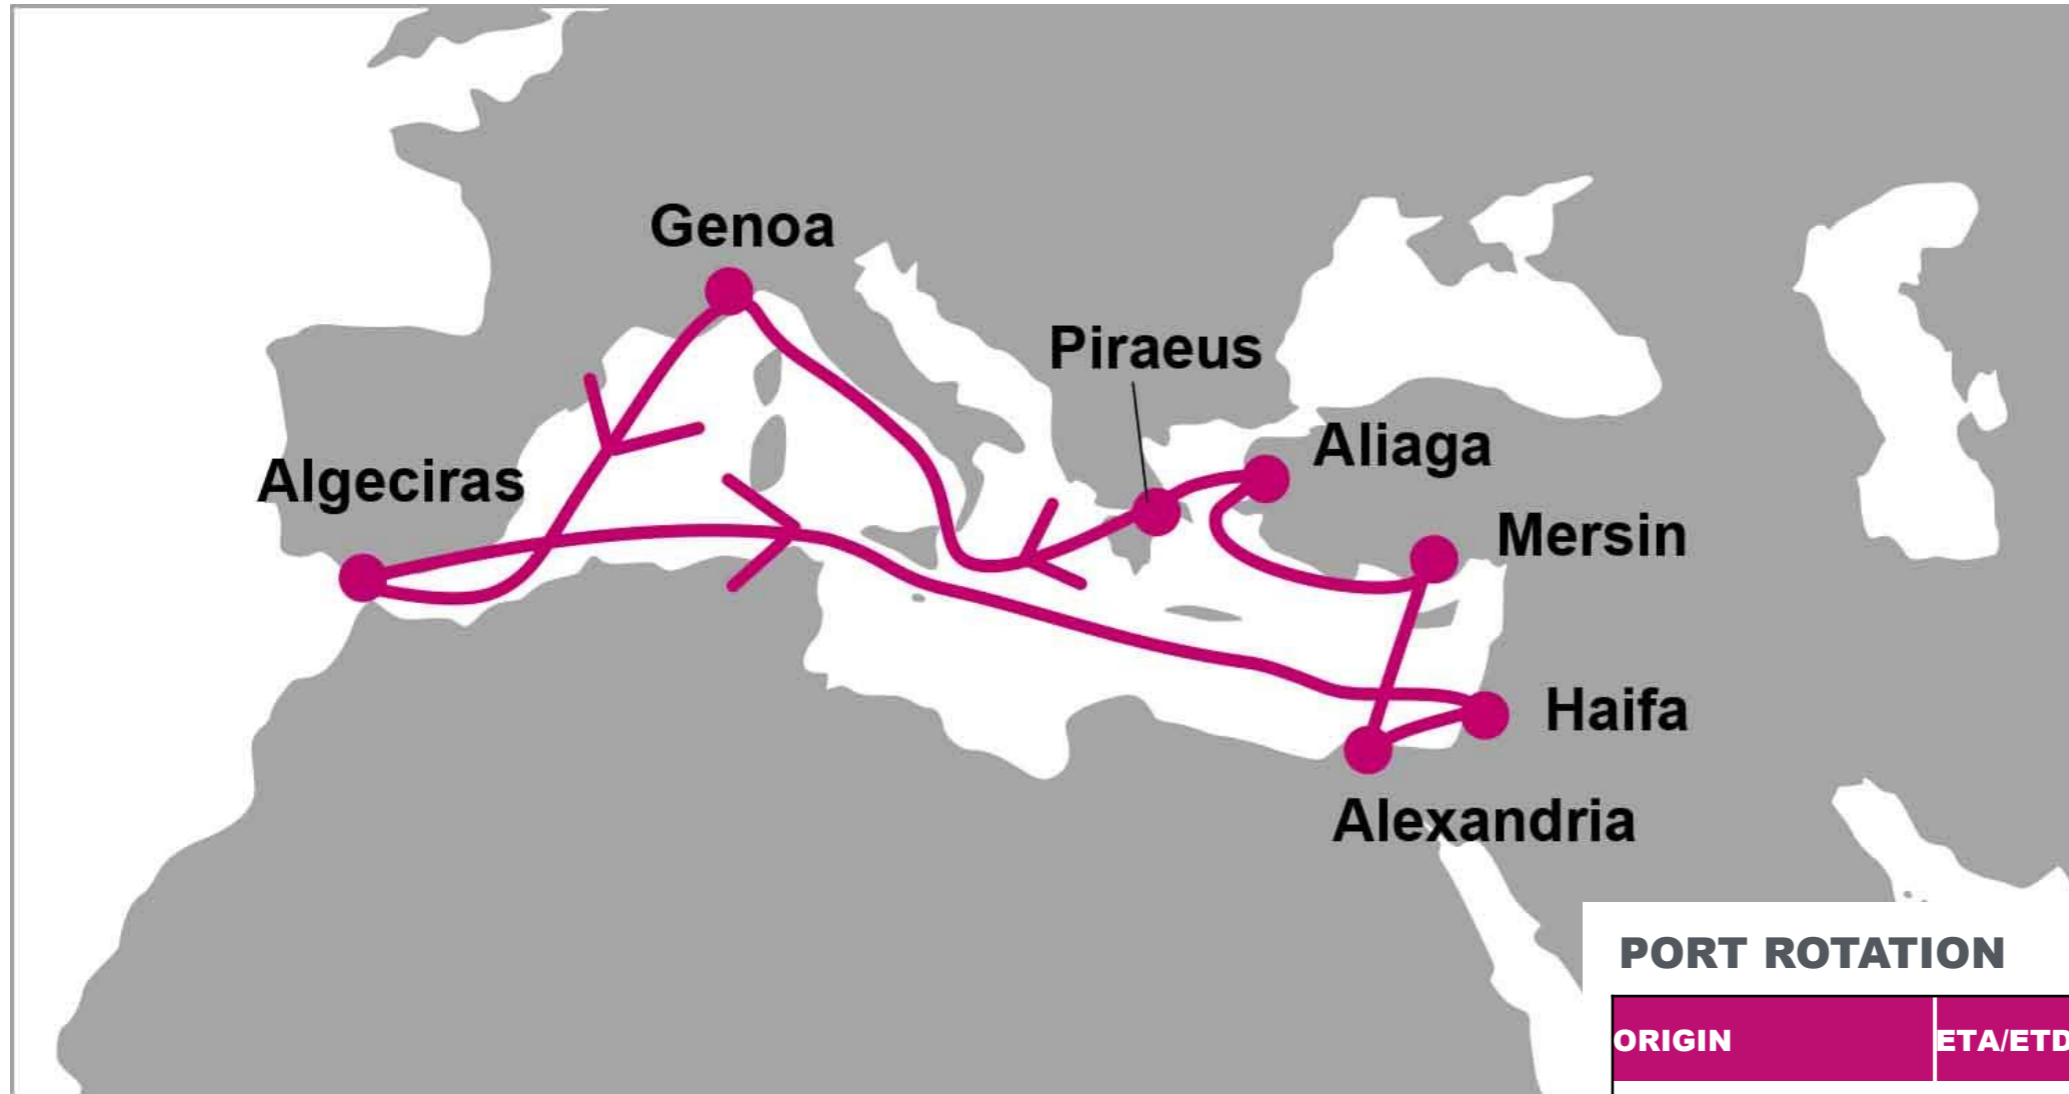 Genoa
Piraeus
Aliaga
Algeciras
Mersin
Haifa
Alexandria
PORT ROTATION
ORIGIN ETA/ETD